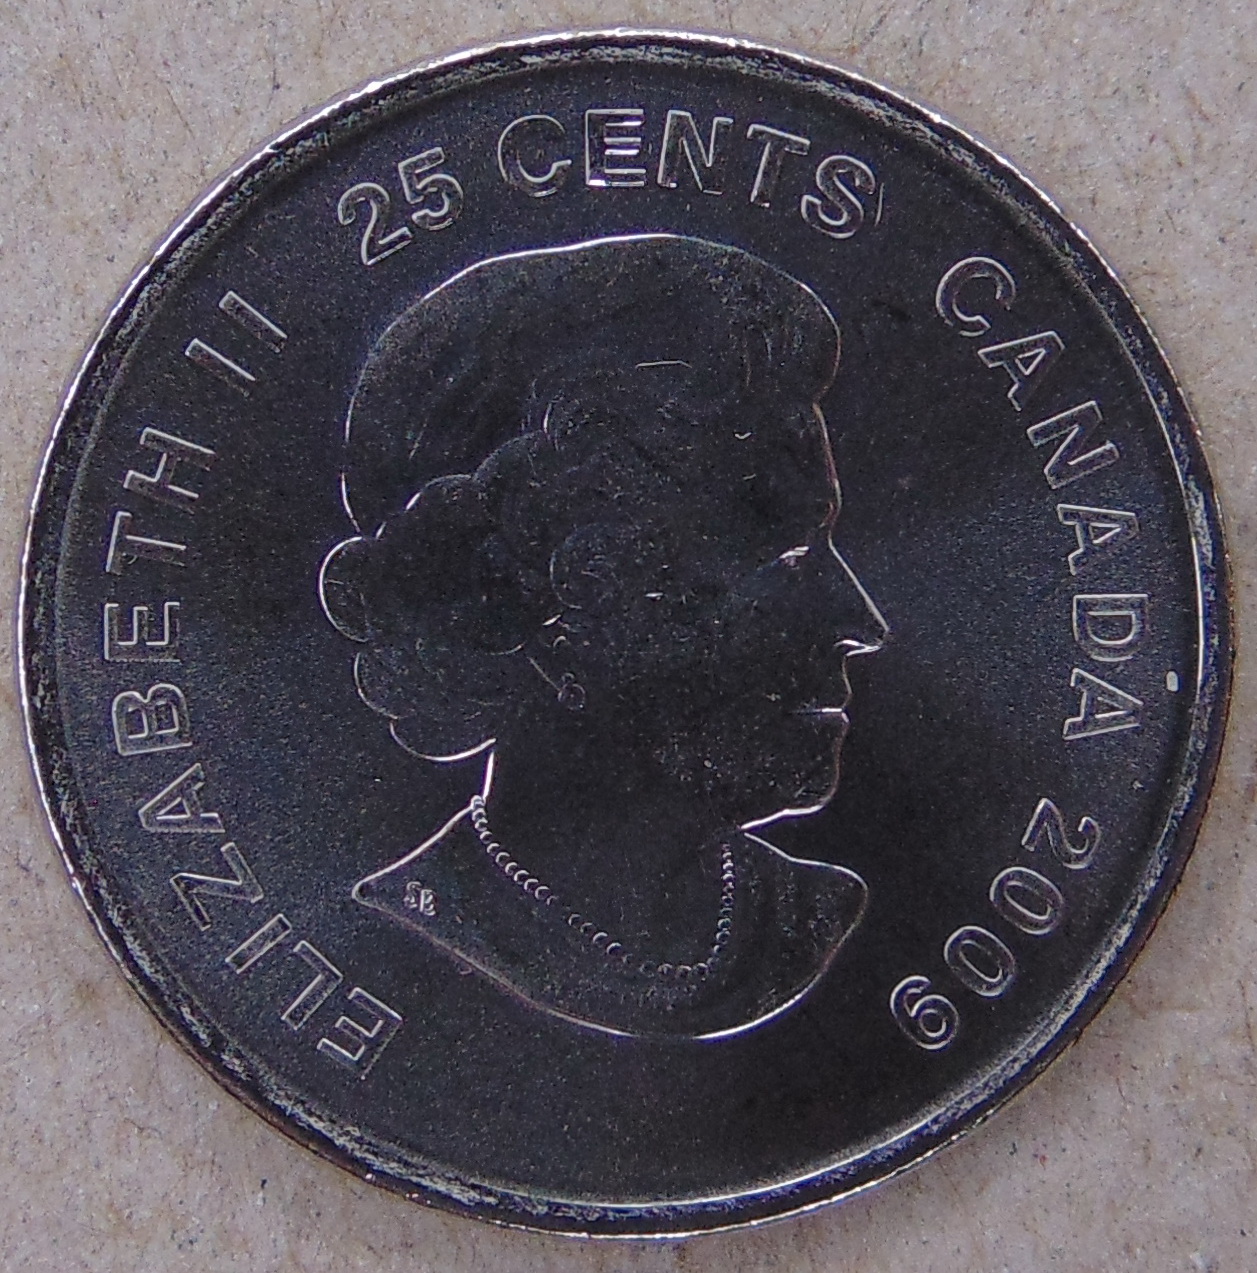 ELIZABETH II 25 CENTS CANADA 2009
SB